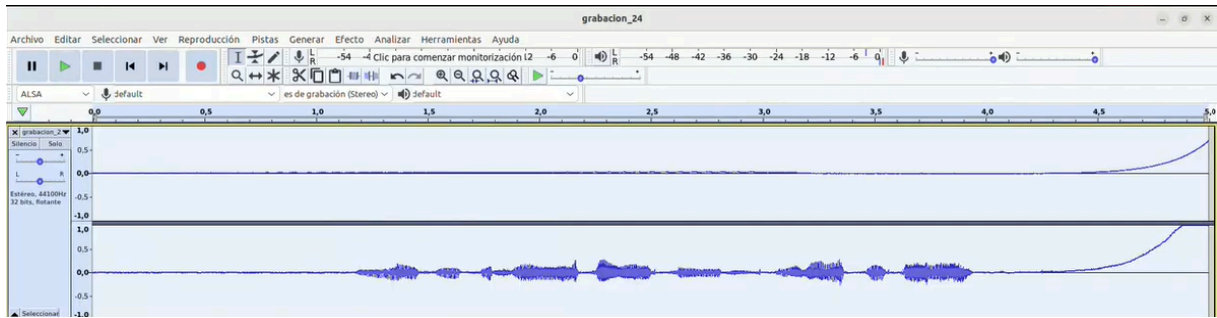 grabacion_24
Archivo Editar Seleccionar Ver Reproducción Pistas Generar Efecto Analizar Herramientas Ayuda
L R -54 -4 Clic para comenzar monitorización 12 -6 0 L R -54 -48 -42 -36 -30 -24 -18 -12 -6 0
ALSA default es de grabación (Stereo) default
0,0 0,5 1,0 1,5 2,0 2,5 3,0 3,5 4,0 4,5 5,0
grabacion_2 1,0
Silencio Solo
- + 0,5
L R 0,0
Estéreo, 44100Hz -0,5
32 bits, flotante
-1,0
1,0
0,5
0,0
-0,5
Seleccionar -1,0